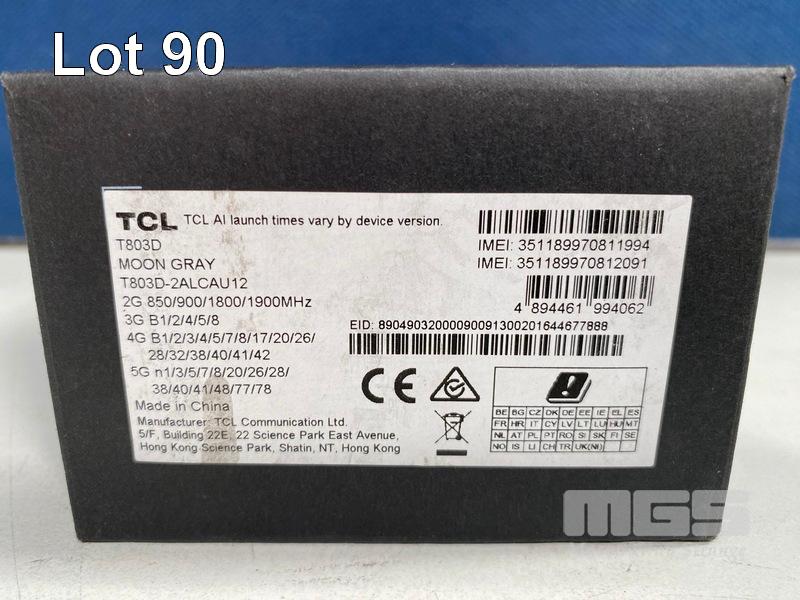 Lot 90
TCL TCL AI launch times vary by device version.
T803D
MOON GRAY
T803D-2ALCAU12
2G 850/900/1800/1900MHz
3G B1/2/4/5/8
4G B1/2/3/4/5/7/8/17/20/26/
28/32/38/40/41/42
5G n1/3/5/7/8/20/26/28/
38/40/41/48/77/78
Made in China
Manufacturer: TCL Communication Ltd.
5/F, Building 22E, 22 Science Park East Avenue,
Hong Kong Science Park, Shatin, NT, Hong Kong
IMEI: 351189970811994
IMEI: 351189970812091
4 894461 994062
EID: 89049032000090091300201644677888
CE
BE BG CZ DK DE EE IE EL ES
FR HR IT CY LV LT LU HU MT
NL AT PL PT RO SI SK FI SE
NO IS LI CH TR UK(NI)
MGS